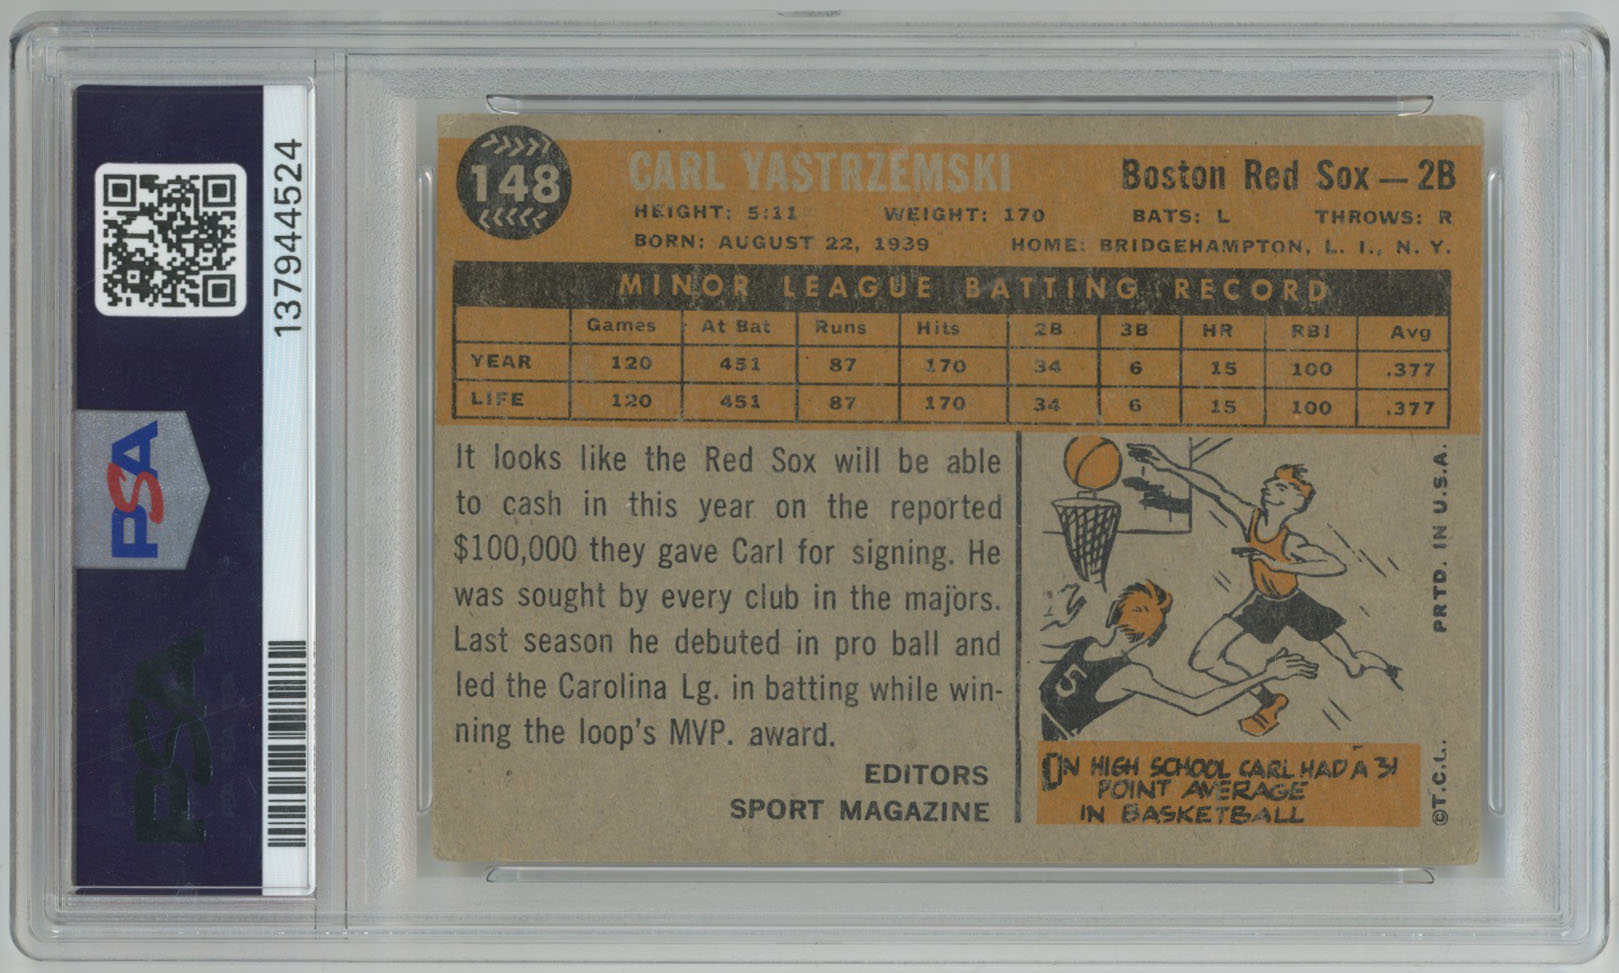 137944524
PSA
PSA
148
CARL YASTRZEMSKI
Boston Red Sox — 2B
HEIGHT: 5:11 WEIGHT: 170 BATS: L THROWS: R
BORN: AUGUST 22, 1939 HOME: BRIDGEHAMPTON, L. I., N. Y.
MINOR LEAGUE BATTING RECORD
Games At Bat Runs Hits 2B 3B HR RBI Avg
YEAR 120 451 87 170 34 6 15 100 .377
LIFE 120 451 87 170 34 6 15 100 .377
It looks like the Red Sox will be able
to cash in this year on the reported
$100,000 they gave Carl for signing. He
was sought by every club in the majors.
Last season he debuted in pro ball and
led the Carolina Lg. in batting while win-
ning the loop's MVP. award.
EDITORS
SPORT MAGAZINE
5
IN HIGH SCHOOL CARL HAD A 31
POINT AVERAGE
IN BASKETBALL
©T.C.G. PRTD. IN U.S.A.